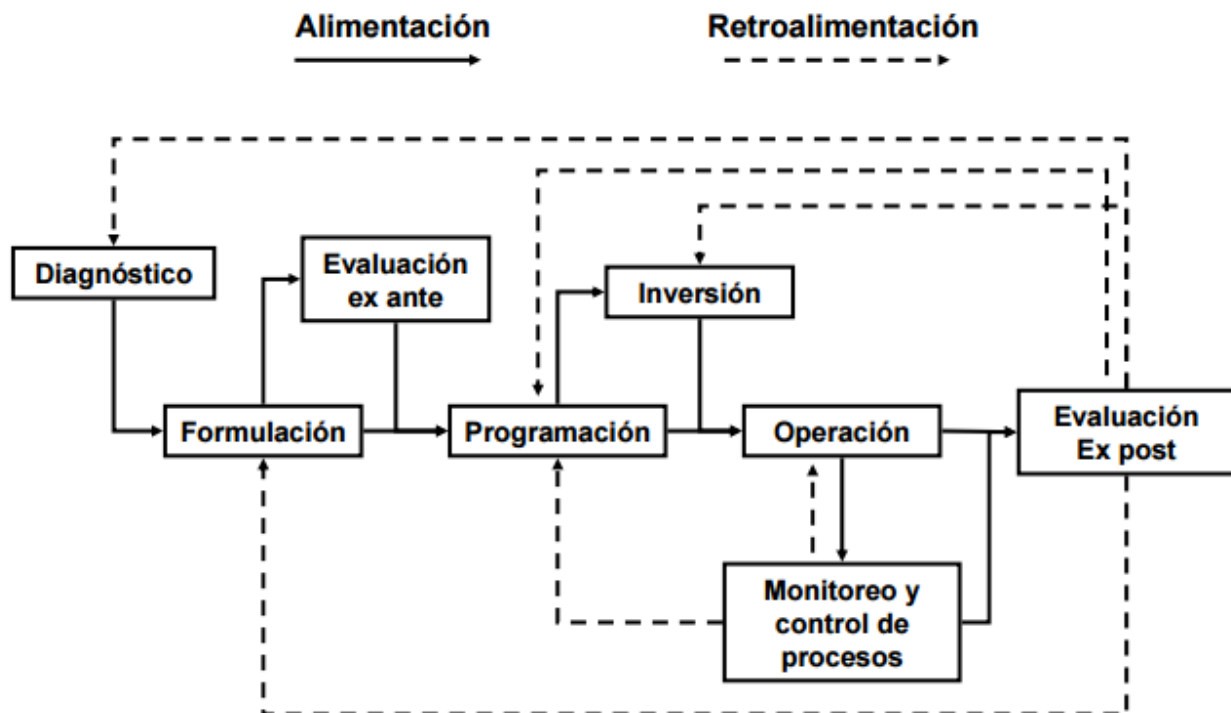 Alimentación
Retroalimentación
Diagnóstico
Evaluación
ex ante
Inversión
Formulación
Programación
Operación
Evaluación
Ex post
Monitoreo y
control de
procesos